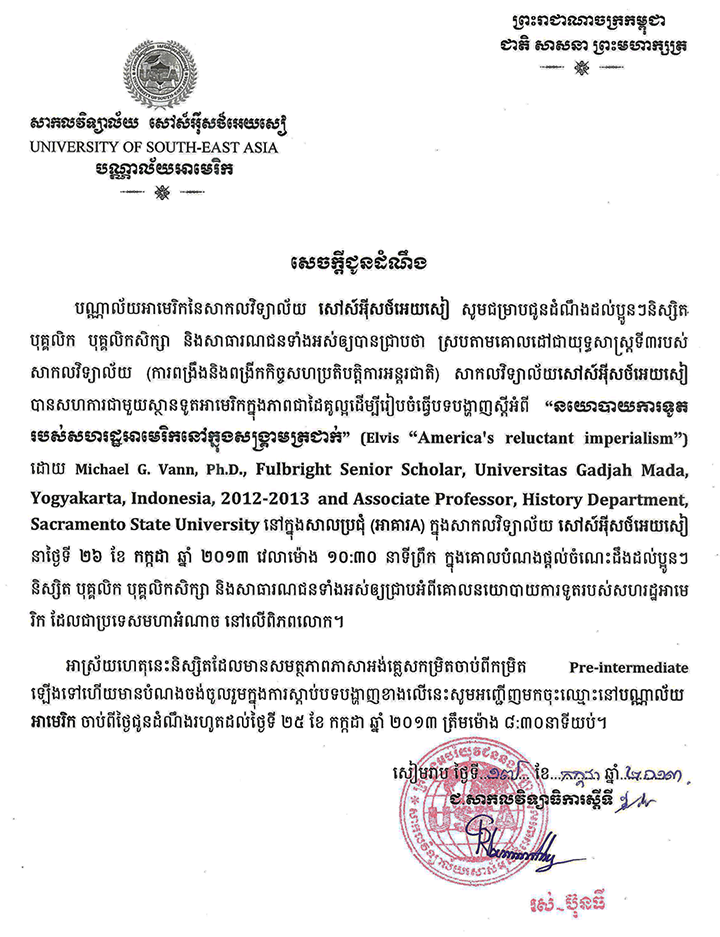 ព្រះរាជាណាចក្រកម្ពុជា
ជាតិ សាសនា ព្រះមហាក្សត្រ
USEA
សាកលវិទ្យាល័យ សៅស៍អ៊ីសថ៍អេយសៀ
UNIVERSITY OF SOUTH-EAST ASIA
បណ្ណាល័យអាមេរិក
សេចក្តីជូនដំណឹង
បណ្ណាល័យអាមេរិកនៃសាកលវិទ្យាល័យ សៅស៍អ៊ីសថ៍អេយសៀ សូមជម្រាបជូនដំណឹងដល់ប្អូនៗនិស្សិត
បុគ្គលិក បុគ្គលិកសិក្សា និងសាធារណជនទាំងអស់ឲ្យបានជ្រាបថា ស្របតាមគោលដៅជាយុទ្ធសាស្ត្រទី៣របស់
សាកលវិទ្យាល័យ (ការពង្រឹងនិងពង្រីកកិច្ចសហប្រតិបត្តិការអន្តរជាតិ) សាកលវិទ្យាល័យសៅស៍អ៊ីសថ៍អេយសៀ
បានសហការជាមួយស្ថានទូតអាមេរិកក្នុងភាពជាដៃគូល្អដើម្បីរៀបចំធ្វើបទបង្ហាញស្តីអំពី “នយោបាយការទូត
របស់សហរដ្ឋអាមេរិកនៅក្នុងសង្គ្រាមត្រជាក់” (Elvis “America's reluctant imperialism”)
ដោយ Michael G. Vann, Ph.D., Fulbright Senior Scholar, Universitas Gadjah Mada,
Yogyakarta, Indonesia, 2012-2013 and Associate Professor, History Department,
Sacramento State University នៅក្នុងសាលប្រជុំ (អាគារA) ក្នុងសាកលវិទ្យាល័យ សៅស៍អ៊ីសថ៍អេយសៀ
នាថ្ងៃទី ២៦ ខែ កក្កដា ឆ្នាំ ២០១៣ វេលាម៉ោង ១០:៣០ នាទីព្រឹក ក្នុងគោលបំណងផ្តល់ចំណេះដឹងដល់ប្អូនៗ
និស្សិត បុគ្គលិក បុគ្គលិកសិក្សា និងសាធារណជនទាំងអស់ឲ្យជ្រាបអំពីគោលនយោបាយការទូតរបស់សហរដ្ឋអាមេ
រិក ដែលជាប្រទេសមហាអំណាច នៅលើពិភពលោក។
អាស្រ័យហេតុនេះនិស្សិតដែលមានសមត្ថភាពភាសាអង់គ្លេសកម្រិតចាប់ពីកម្រិត Pre-intermediate
ឡើងទៅហើយមានបំណងចង់ចូលរួមក្នុងការស្តាប់បទបង្ហាញខាងលើនេះសូមអញ្ជើញមកចុះឈ្មោះនៅបណ្ណាល័យ
អាមេរិក ចាប់ពីថ្ងៃជូនដំណឹងរហូតដល់ថ្ងៃទី ២៥ ខែ កក្កដា ឆ្នាំ ២០១៣ ត្រឹមម៉ោង ៨:៣០នាទីយប់។
សៀមរាប ថ្ងៃទី..១៧... ខែ...កក្កដា ឆ្នាំ..២០១៣.
ជ.សាកលវិទ្យាធិការស្តីទី
USEA
រស់-ប៊ុនធី